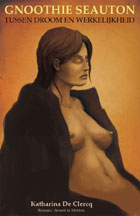 GNOOTHIE SEAUTON
TUSSEN DROOM EN WERKELIJKHEID
Katharina De Clercq